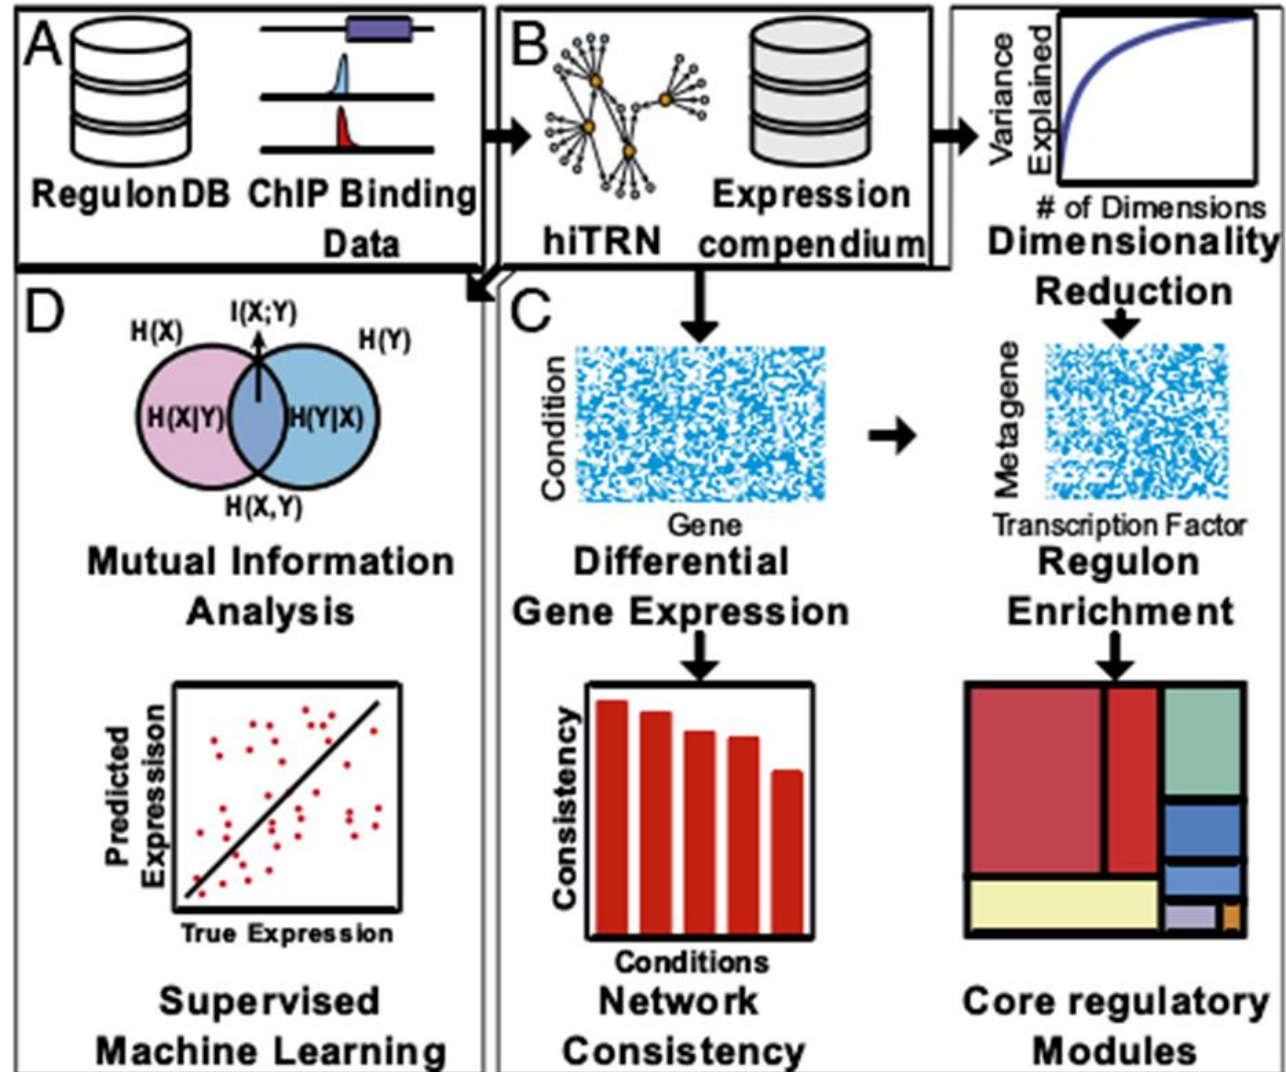 A
RegulonDB
ChIP Binding
Data
B
hiTRN
Expression
compendium
Variance
Explained
# of Dimensions
Dimensionality
Reduction
D
H(X)
I(X;Y)
H(Y)
H(X|Y)
H(Y|X)
H(X,Y)
Mutual Information
Analysis
Predicted
Expressison
True Expression
Supervised
Machine Learning
C
Condition
Gene
Differential
Gene Expression
Metagene
Transcription Factor
Regulon
Enrichment
Consistency
Conditions
Network
Consistency
Core regulatory
Modules